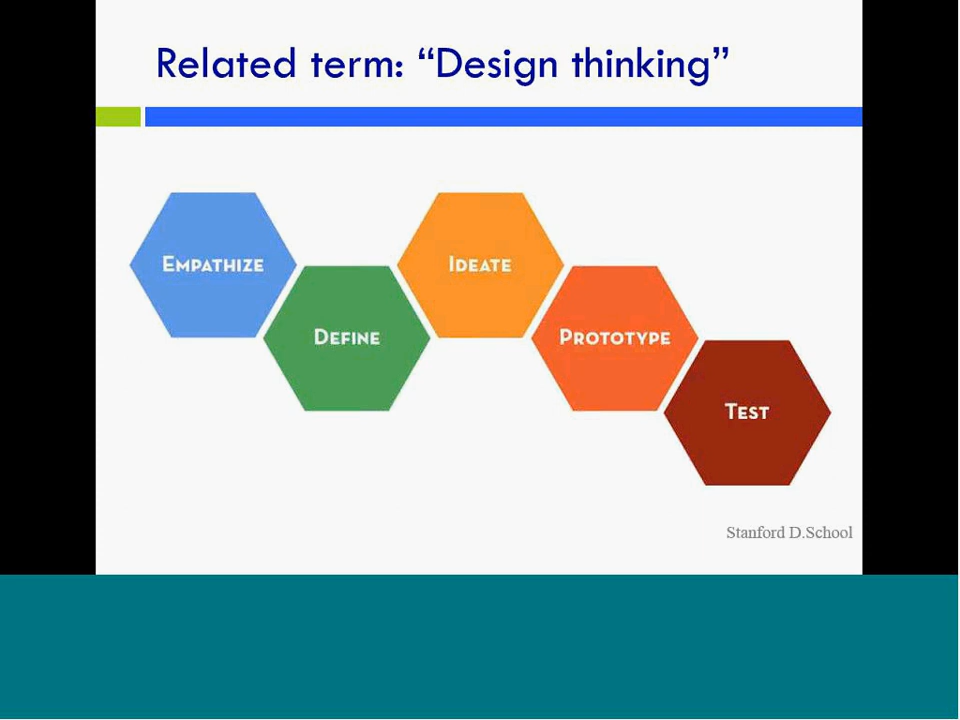 Related term: “Design thinking”
EMPATHIZE
DEFINE
IDEATE
PROTOTYPE
TEST
Stanford D.School